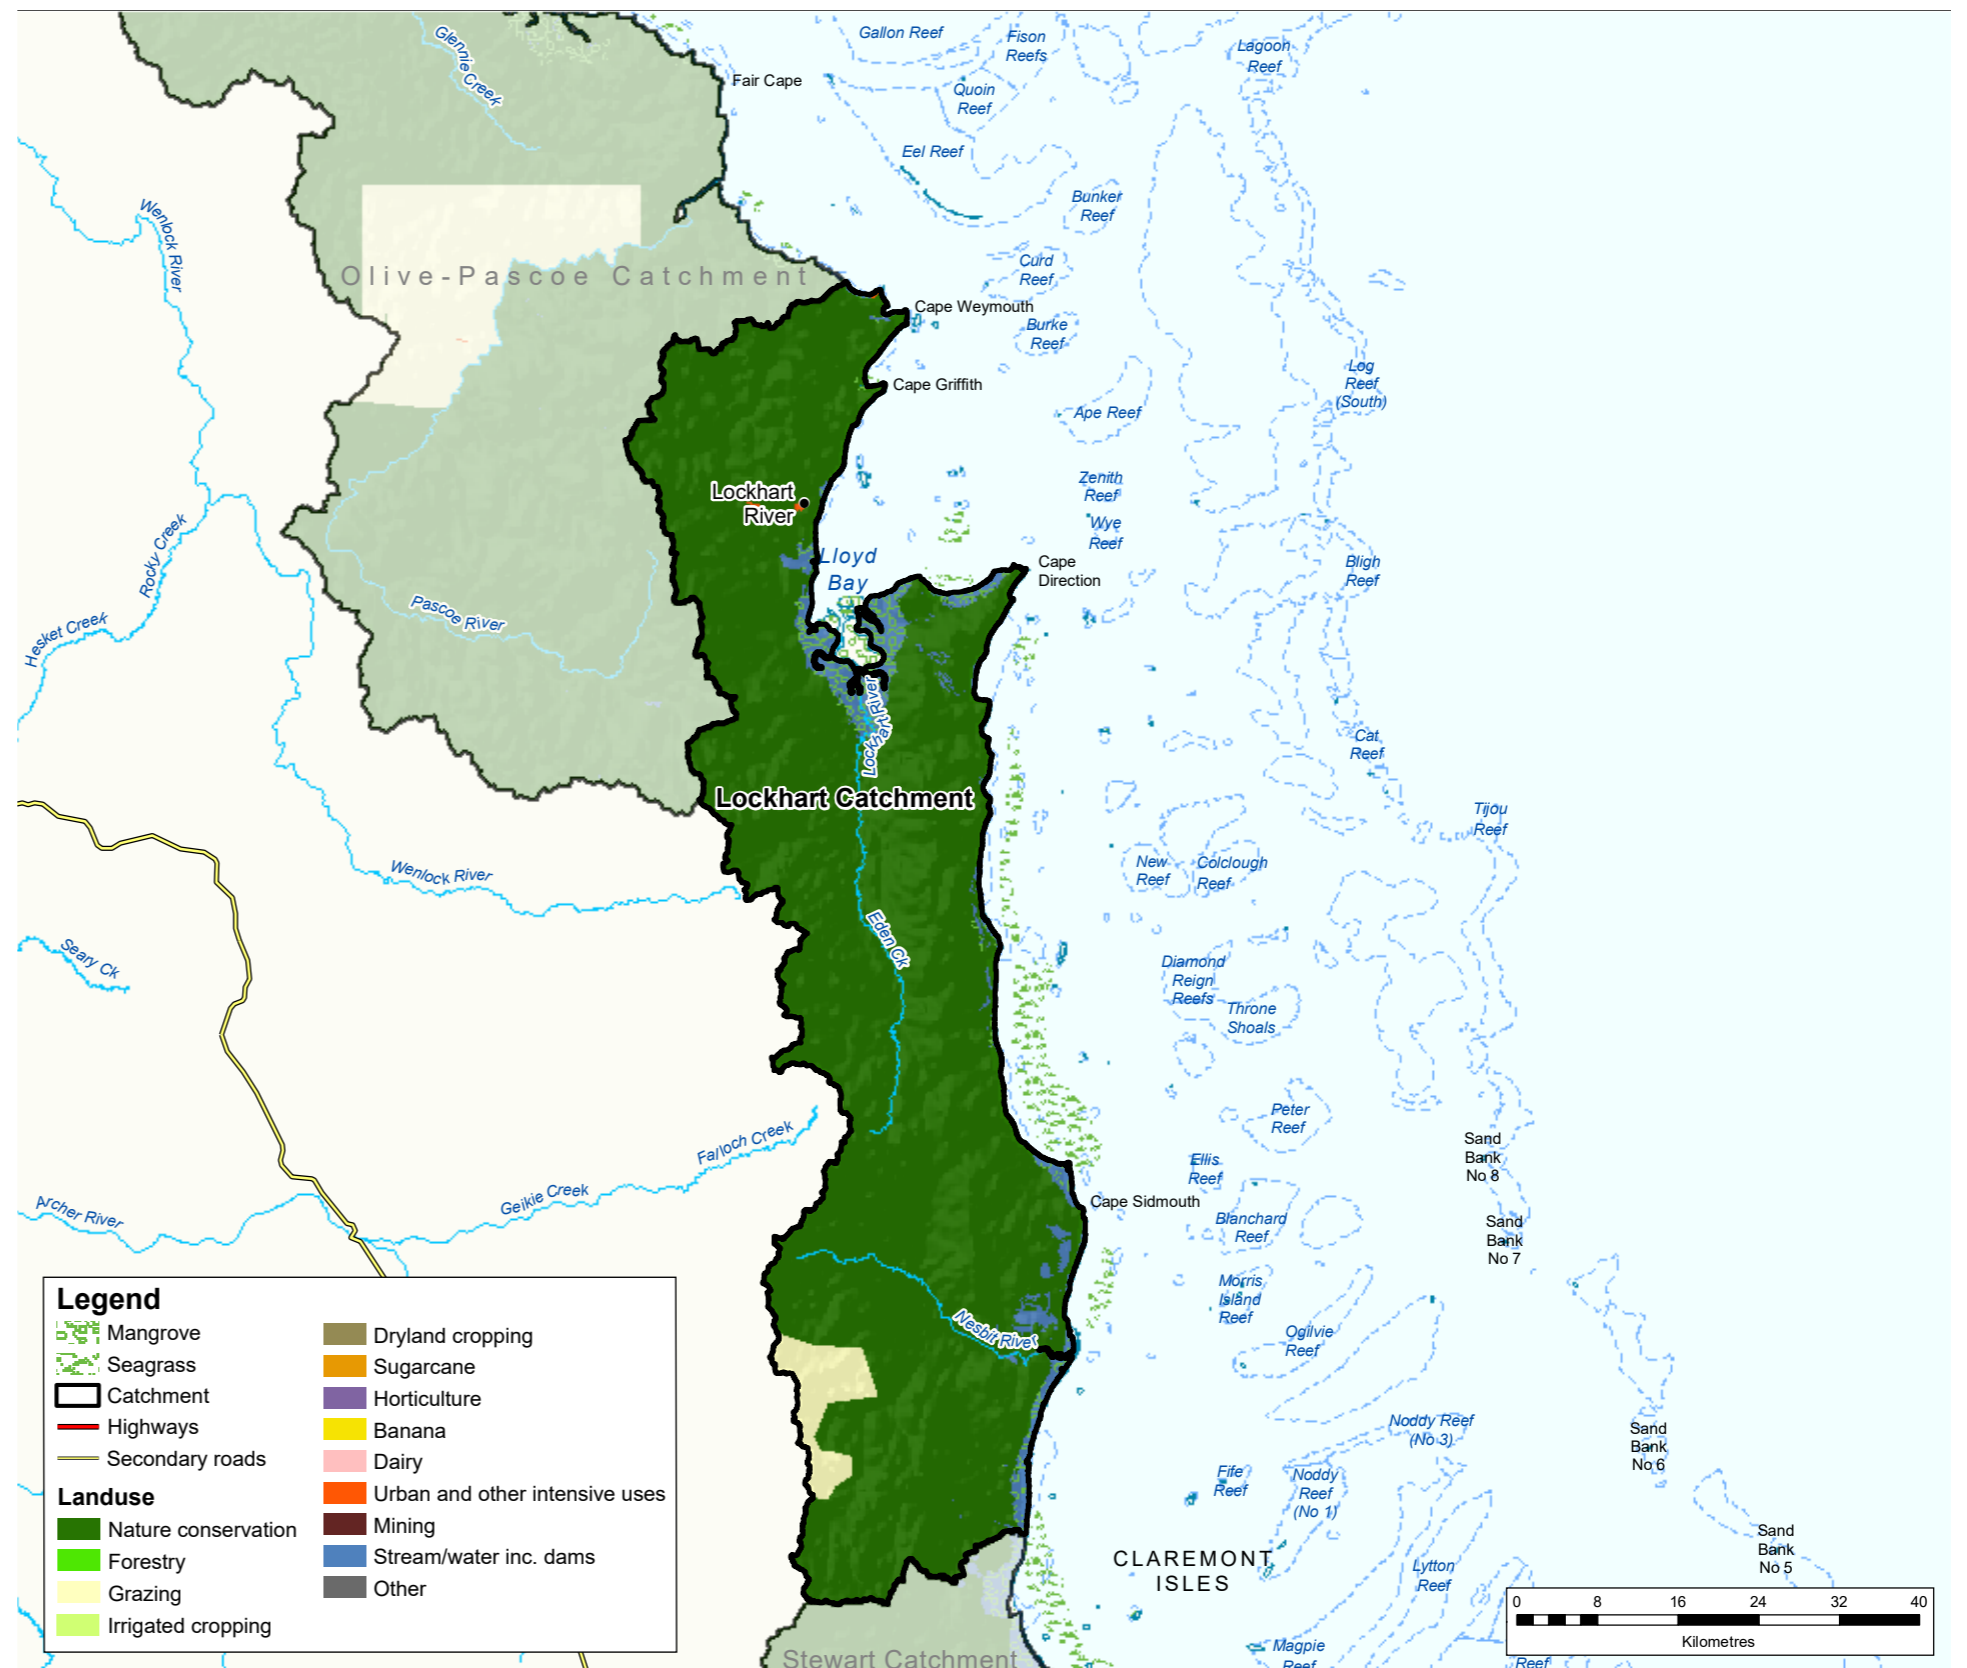 Gallon Reef
Fison
Reefs
Lagoon
Reef
Glennie Creek
Fair Cape
Quoin
Reef
Eel Reef
Bunker
Reef
Wenlock River
Olive-Pascoe Catchment
Curd
Reef
Cape Weymouth
Burke
Reef
Cape Griffith
Log
Reef
(South)
Ape Reef
Lockhart
River
Zenith
Reef
Wye
Reef
Rocky Creek
Lloyd
Bay
Cape
Direction
Bligh
Reef
Pascoe River
Hesket Creek
Lockhart River
Cat
Reef
Lockhart Catchment
Tijou
Reef
Wenlock River
New
Reef
Colclough
Reef
Eden Ck
Seary Ck
Diamond
Reign
Reefs
Throne
Shoals
Peter
Reef
Falloch Creek
Sand
Bank
No 8
Ellis
Reef
Geikie Creek
Archer River
Cape Sidmouth
Blanchard
Reef
Sand
Bank
No 7
Morris
Island
Reef
Nesbit River
Ogilvie
Reef
Noddy Reef
(No 3)
Sand
Bank
No 6
Fife
Reef
Noddy
Reef
(No 1)
Sand
Bank
No 5
CLAREMONT
ISLES
Lytton
Reef
Magpie
Reef
Reef
Stewart Catchment
Legend
Mangrove
Seagrass
Catchment
Highways
Secondary roads
Landuse
Nature conservation
Forestry
Grazing
Irrigated cropping
Dryland cropping
Sugarcane
Horticulture
Banana
Dairy
Urban and other intensive uses
Mining
Stream/water inc. dams
Other
0 8 16 24 32 40
Kilometres